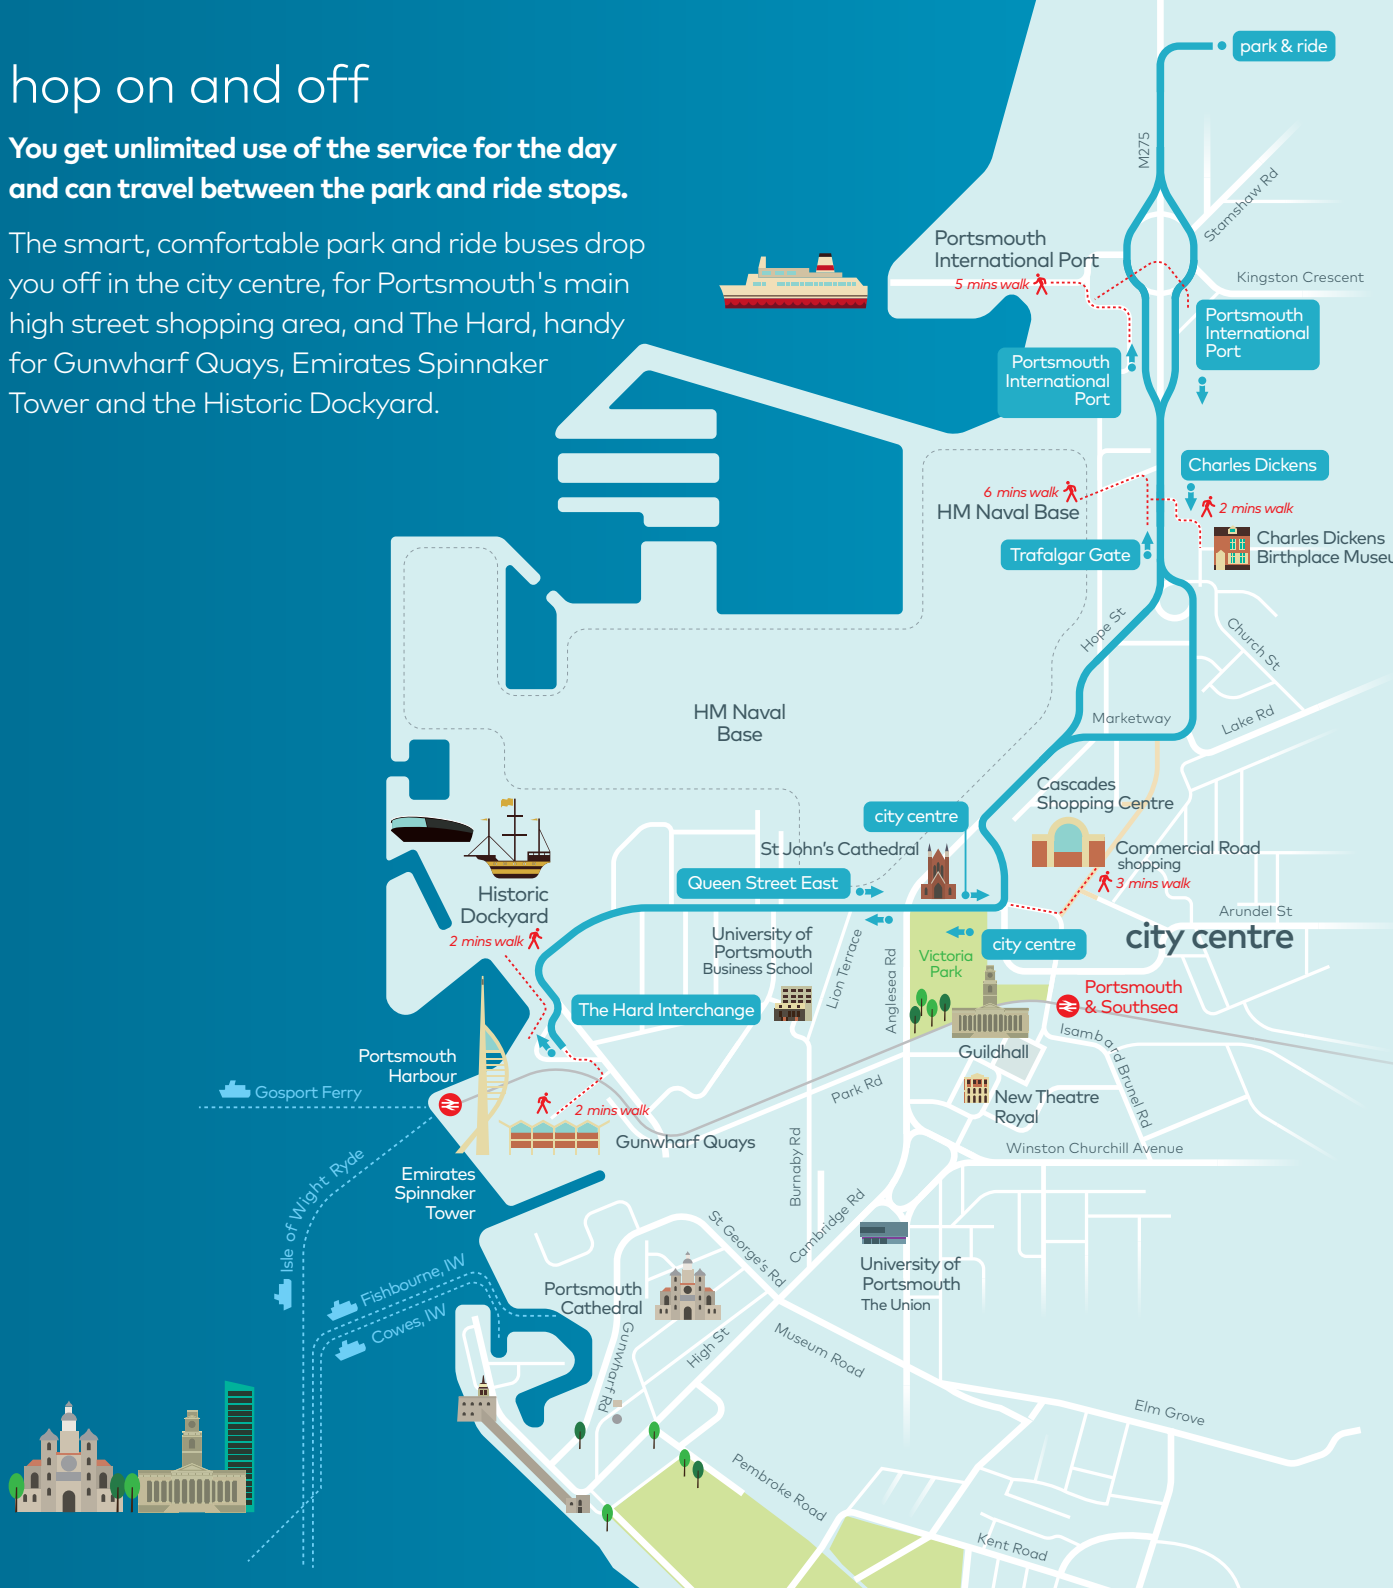 hop on and off
You get unlimited use of the service for the day
and can travel between the park and ride stops.
The smart, comfortable park and ride buses drop
you off in the city centre, for Portsmouth's main
high street shopping area, and The Hard, handy
for Gunwharf Quays, Emirates Spinnaker
Tower and the Historic Dockyard.
park & ride
M275
Stamshaw Rd
Portsmouth
International Port
5 mins walk
Kingston Crescent
Portsmouth
International
Port
Portsmouth
International
Port
Charles Dickens
6 mins walk
HM Naval Base
2 mins walk
Charles Dickens
Birthplace Museu
Trafalgar Gate
Hope St
Church St
HM Naval
Base
Marketway
Lake Rd
Cascades
Shopping Centre
city centre
St John's Cathedral
Commercial Road
shopping
3 mins walk
Queen Street East
Historic
Dockyard
2 mins walk
Arundel St
city centre
University of
Portsmouth
Business School
Lion Terrace
Anglesea Rd
Victoria
Park
city centre
Portsmouth
& Southsea
The Hard Interchange
Isambard Brunel Rd
Guildhall
Portsmouth
Harbour
Gosport Ferry
Park Rd
New Theatre
Royal
2 mins walk
Gunwharf Quays
Burnaby Rd
Winston Churchill Avenue
Emirates
Spinnaker
Tower
Isle of Wight Ryde
Cambridge Rd
St George's Rd
University of
Portsmouth
The Union
Fishbourne, IW
Cowes, IW
Portsmouth
Cathedral
Gunwharf Rd
High St
Museum Road
Elm Grove
Pembroke Road
Kent Road